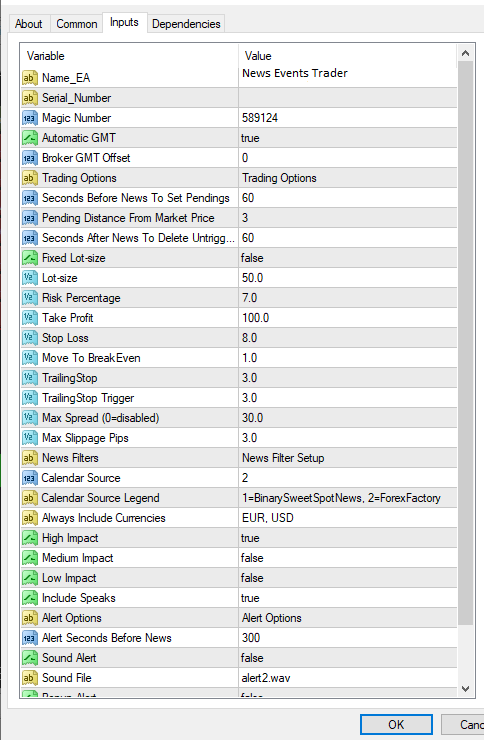 About Common Inputs Dependencies
Variable Value
Name_EA News Events Trader
Serial_Number
Magic Number 589124
Automatic GMT true
Broker GMT Offset 0
Trading Options Trading Options
Seconds Before News To Set Pendings 60
Pending Distance From Market Price 3
Seconds After News To Delete Untrigg... 60
Fixed Lot-size false
Lot-size 50.0
Risk Percentage 7.0
Take Profit 100.0
Stop Loss 8.0
Move To BreakEven 1.0
TrailingStop 3.0
TrailingStop Trigger 3.0
Max Spread (0=disabled) 30.0
Max Slippage Pips 3.0
News Filters News Filter Setup
Calendar Source 2
Calendar Source Legend 1=BinarySweetSpotNews, 2=ForexFactory
Always Include Currencies EUR, USD
High Impact true
Medium Impact false
Low Impact false
Include Speaks true
Alert Options Alert Options
Alert Seconds Before News 300
Sound Alert false
Sound File alert2.wav
Popup Alert false
OK Canc